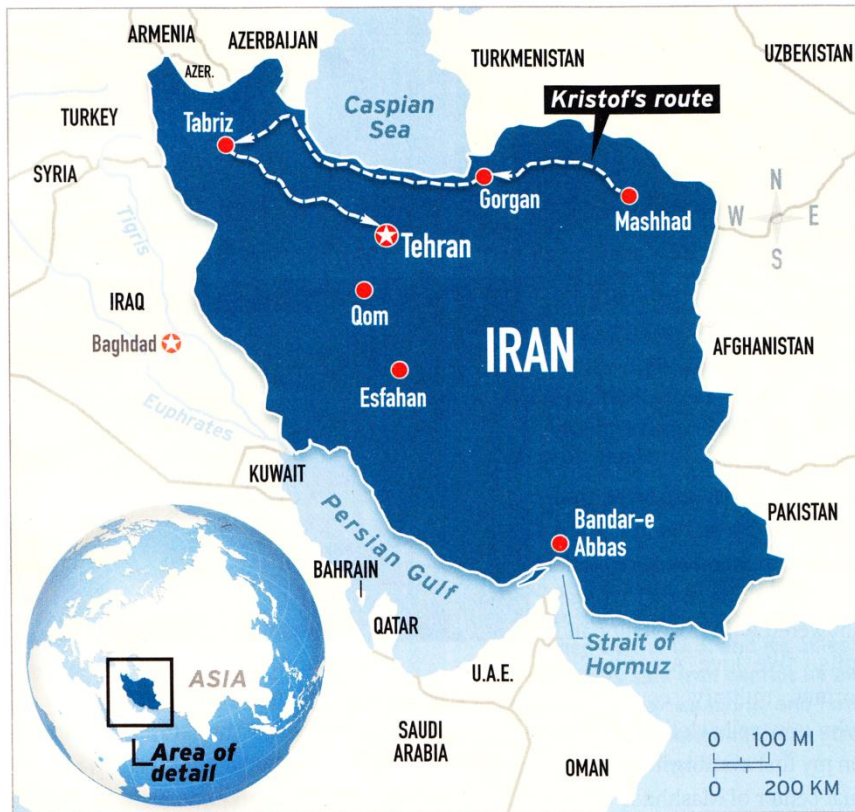 ARMENIA
AZERBAIJAN
AZER.
TURKMENISTAN
UZBEKISTAN
Caspian
Sea
Kristof's route
TURKEY
Tabriz
SYRIA
Gorgan
Mashhad
N
W
E
S
Tigris
Tehran
IRAQ
Qom
Baghdad
IRAN
AFGHANISTAN
Esfahan
Euphrates
KUWAIT
Persian Gulf
PAKISTAN
Bandar-e
Abbas
BAHRAIN
QATAR
Strait of
Hormuz
ASIA
U.A.E.
SAUDI
ARABIA
OMAN
Area of
detail
0 100 MI
0 200 KM